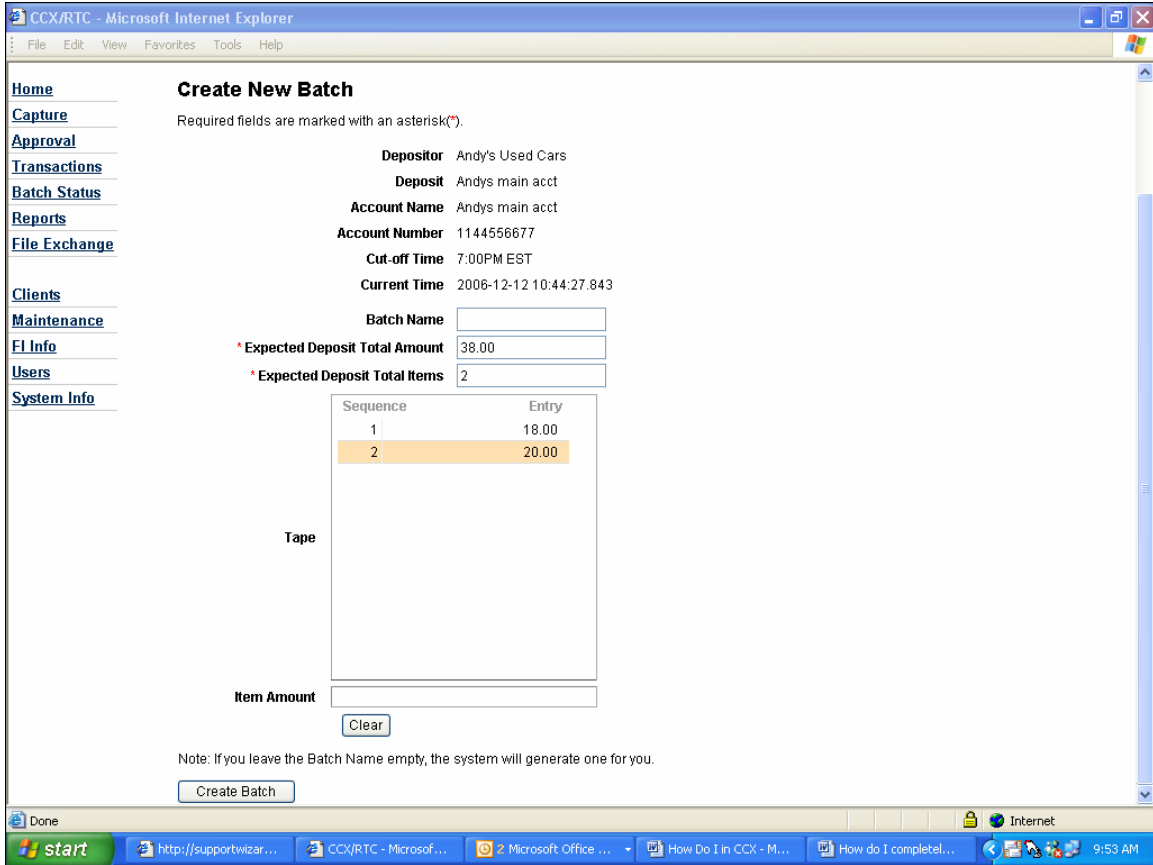 CCX/RTC - Microsoft Internet Explorer
File Edit View Favorites Tools Help
Home
Capture
Approval
Transactions
Batch Status
Reports
File Exchange
Clients
Maintenance
FI Info
Users
System Info
Create New Batch
Required fields are marked with an asterisk(*).
Depositor Andy's Used Cars
Deposit Andys main acct
Account Name Andys main acct
Account Number 1144556677
Cut-off Time 7:00PM EST
Current Time 2006-12-12 10:44:27.843
Batch Name
* Expected Deposit Total Amount 38.00
* Expected Deposit Total Items 2
Sequence Entry
1 18.00
2 20.00
Tape
Item Amount
Clear
Note: If you leave the Batch Name empty, the system will generate one for you.
Create Batch
Done Internet
start http://supportwizar... CCX/RTC - Microsof... 2 Microsoft Office ... How Do I in CCX - M... How do I completel... 9:53 AM